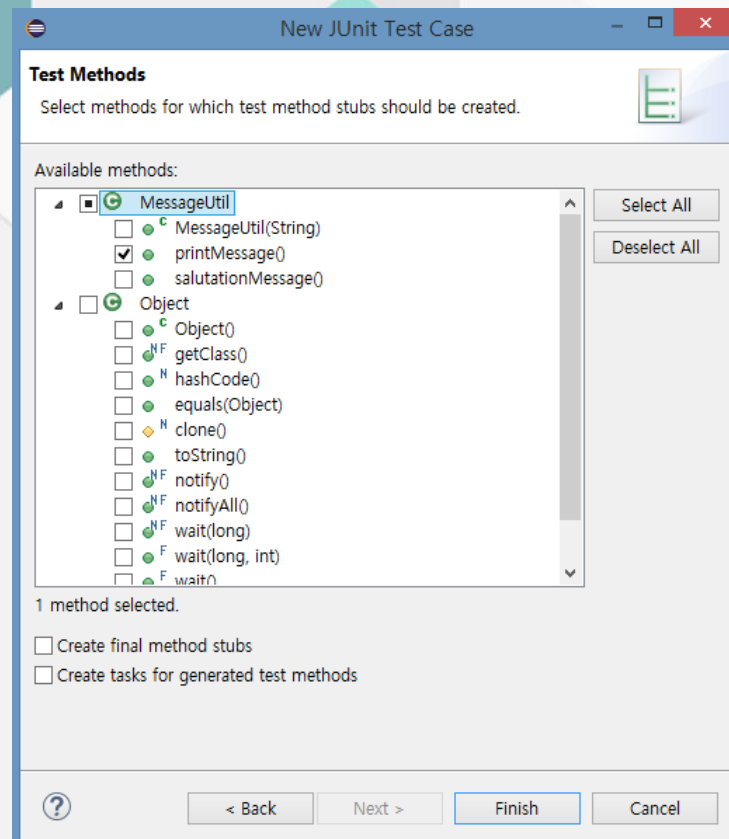 New JUnit Test Case
Test Methods
Select methods for which test method stubs should be created.
Available methods:
MessageUtil
C MessageUtil(String)
printMessage()
salutationMessage()
Object
C Object()
N F getClass()
N hashCode()
equals(Object)
N clone()
toString()
N F notify()
N F notifyAll()
N F wait(long)
F wait(long, int)
F wait()
Select All
Deselect All
1 method selected.
Create final method stubs
Create tasks for generated test methods
< Back
Next >
Finish
Cancel